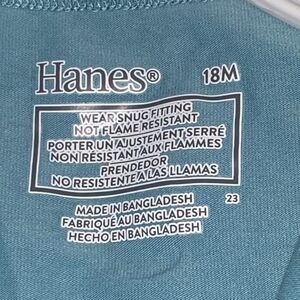 Hanes® 18M
WEAR SNUG FITTING
NOT FLAME RESISTANT
PORTER UN AJUSTEMENT SERRÉ
NON RÉSISTANT AUX FLAMMES
PRENDEDOR
NO RESISTENTE A LAS LLAMAS
MADE IN BANGLADESH 23
FABRIQUÉ AU BANGLADESH
HECHO EN BANGLADESH